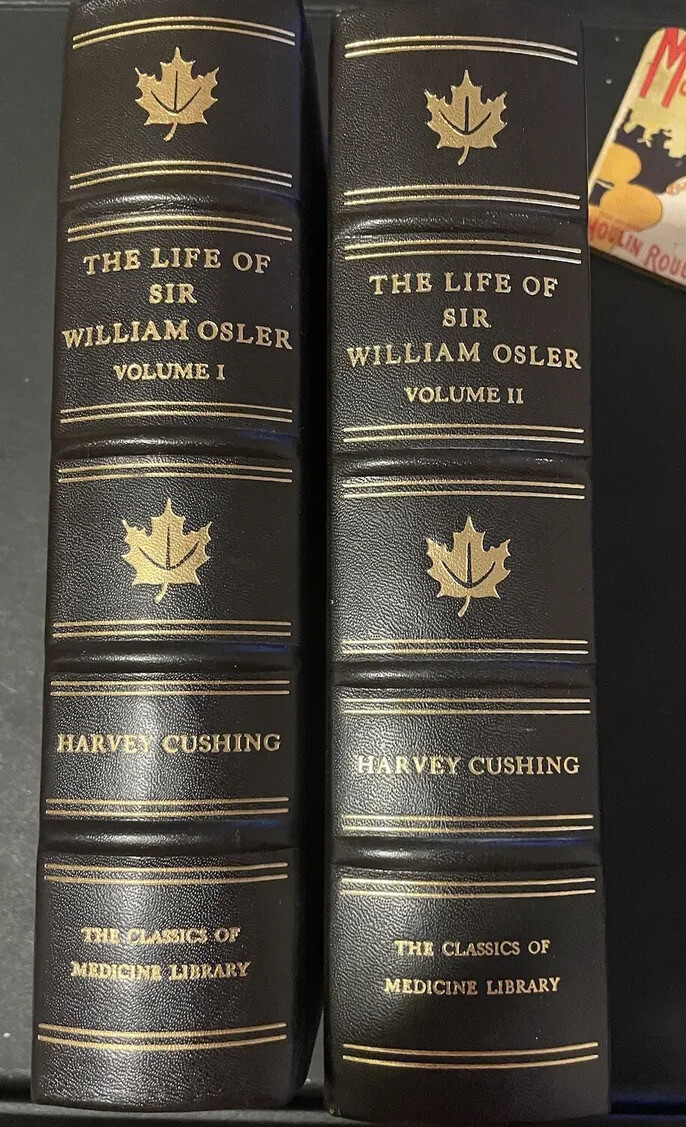 THE LIFE OF
SIR
WILLIAM OSLER
VOLUME I
HARVEY CUSHING
THE CLASSICS OF
MEDICINE LIBRARY
THE LIFE OF
SIR
WILLIAM OSLER
VOLUME II
HARVEY CUSHING
THE CLASSICS OF
MEDICINE LIBRARY